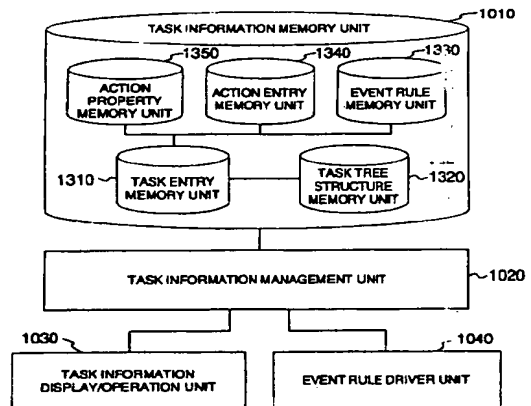 1010
TASK INFORMATION MEMORY UNIT
1350
1340
1330
ACTION
PROPERTY
MEMORY UNIT
ACTION ENTRY
MEMORY UNIT
EVENT RULE
MEMORY UNIT
1310
TASK ENTRY
MEMORY UNIT
TASK TREE
STRUCTURE
MEMORY UNIT
1320
TASK INFORMATION MANAGEMENT UNIT
1020
1030
1040
TASK INFORMATION
DISPLAY/OPERATION UNIT
EVENT RULE DRIVER UNIT